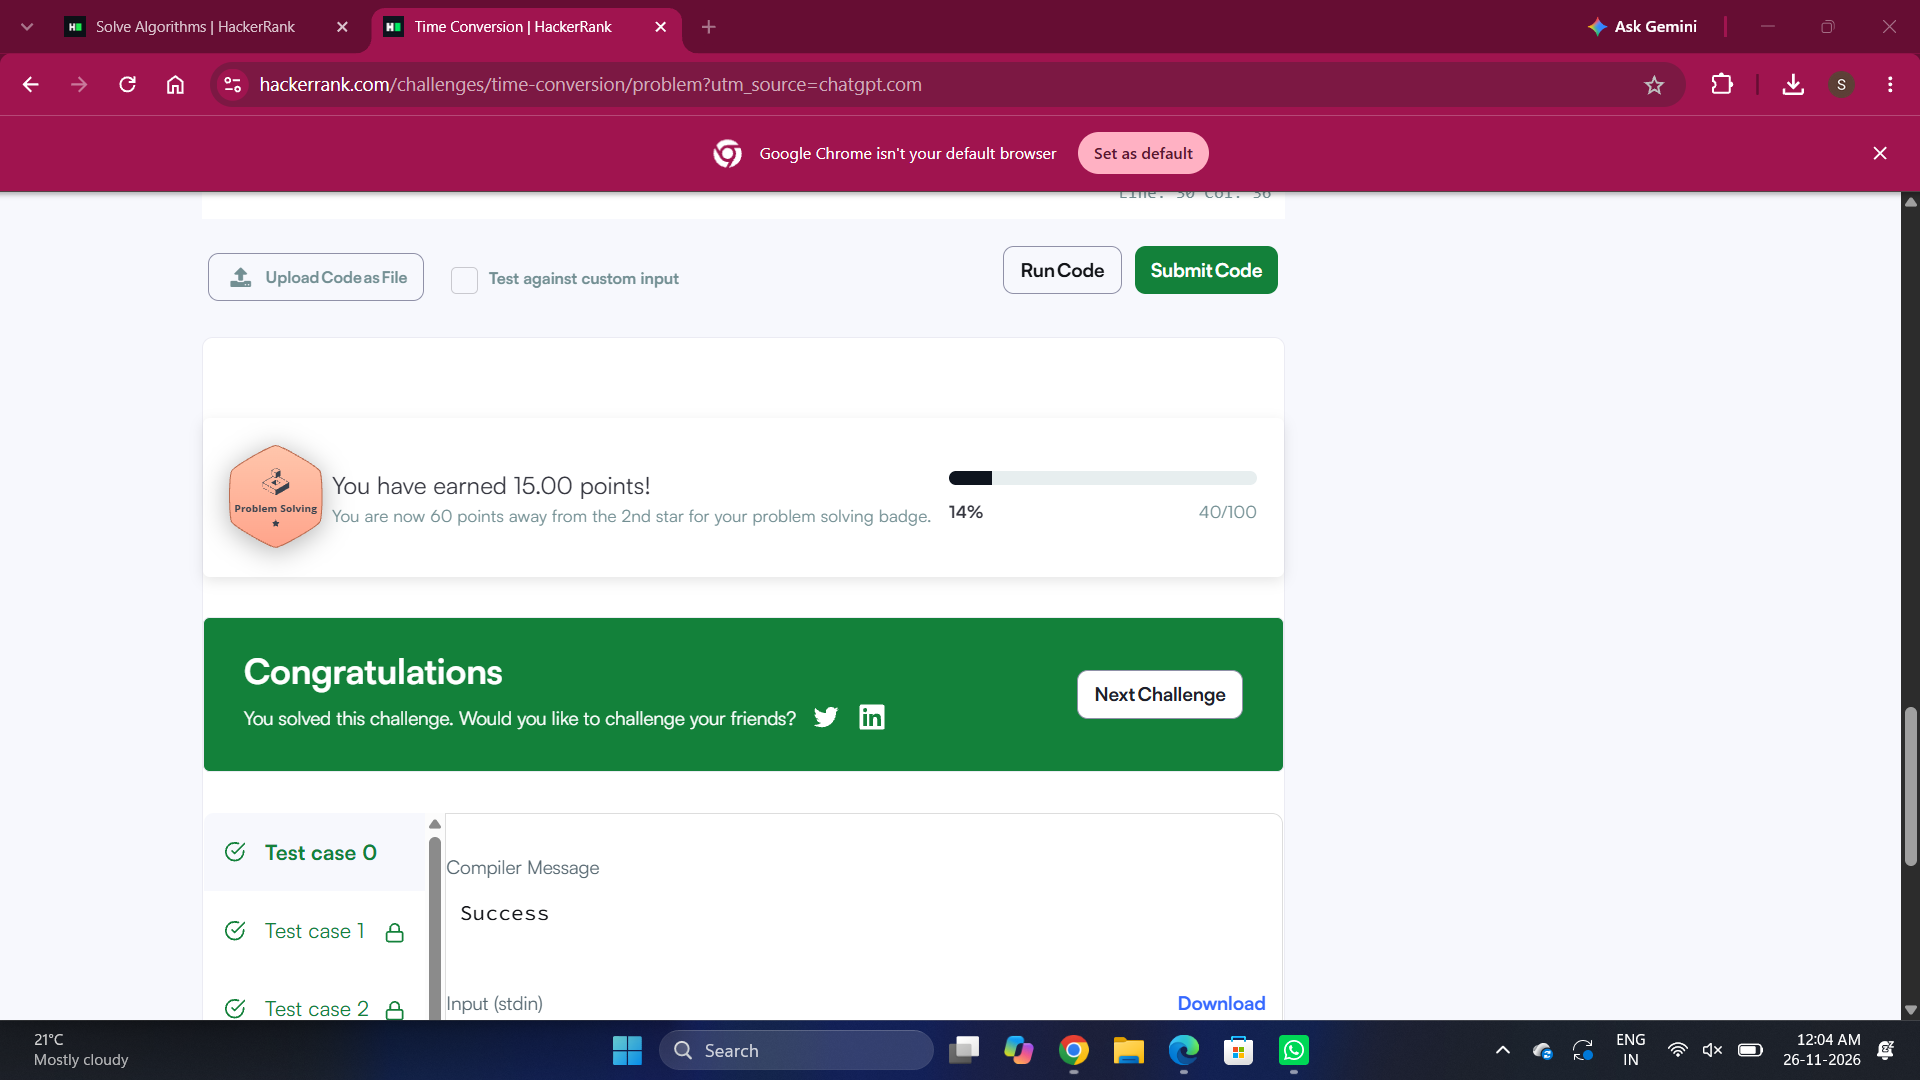 Solve Algorithms | HackerRank
Time Conversion | HackerRank
Ask Gemini
hackerrank.com/challenges/time-conversion/problem?utm_source=chatgpt.com
S
Google Chrome isn't your default browser
Set as default
Line: 30 Col: 36
Upload Code as File
Test against custom input
Run Code
Submit Code
Problem Solving
You have earned 15.00 points!
You are now 60 points away from the 2nd star for your problem solving badge.
14%
40/100
Congratulations
You solved this challenge. Would you like to challenge your friends?
Next Challenge
Test case 0
Test case 1
Test case 2
Compiler Message
Success
Input (stdin)
Download
21°C
Mostly cloudy
Search
ENG
IN
12:04 AM
26-11-2026